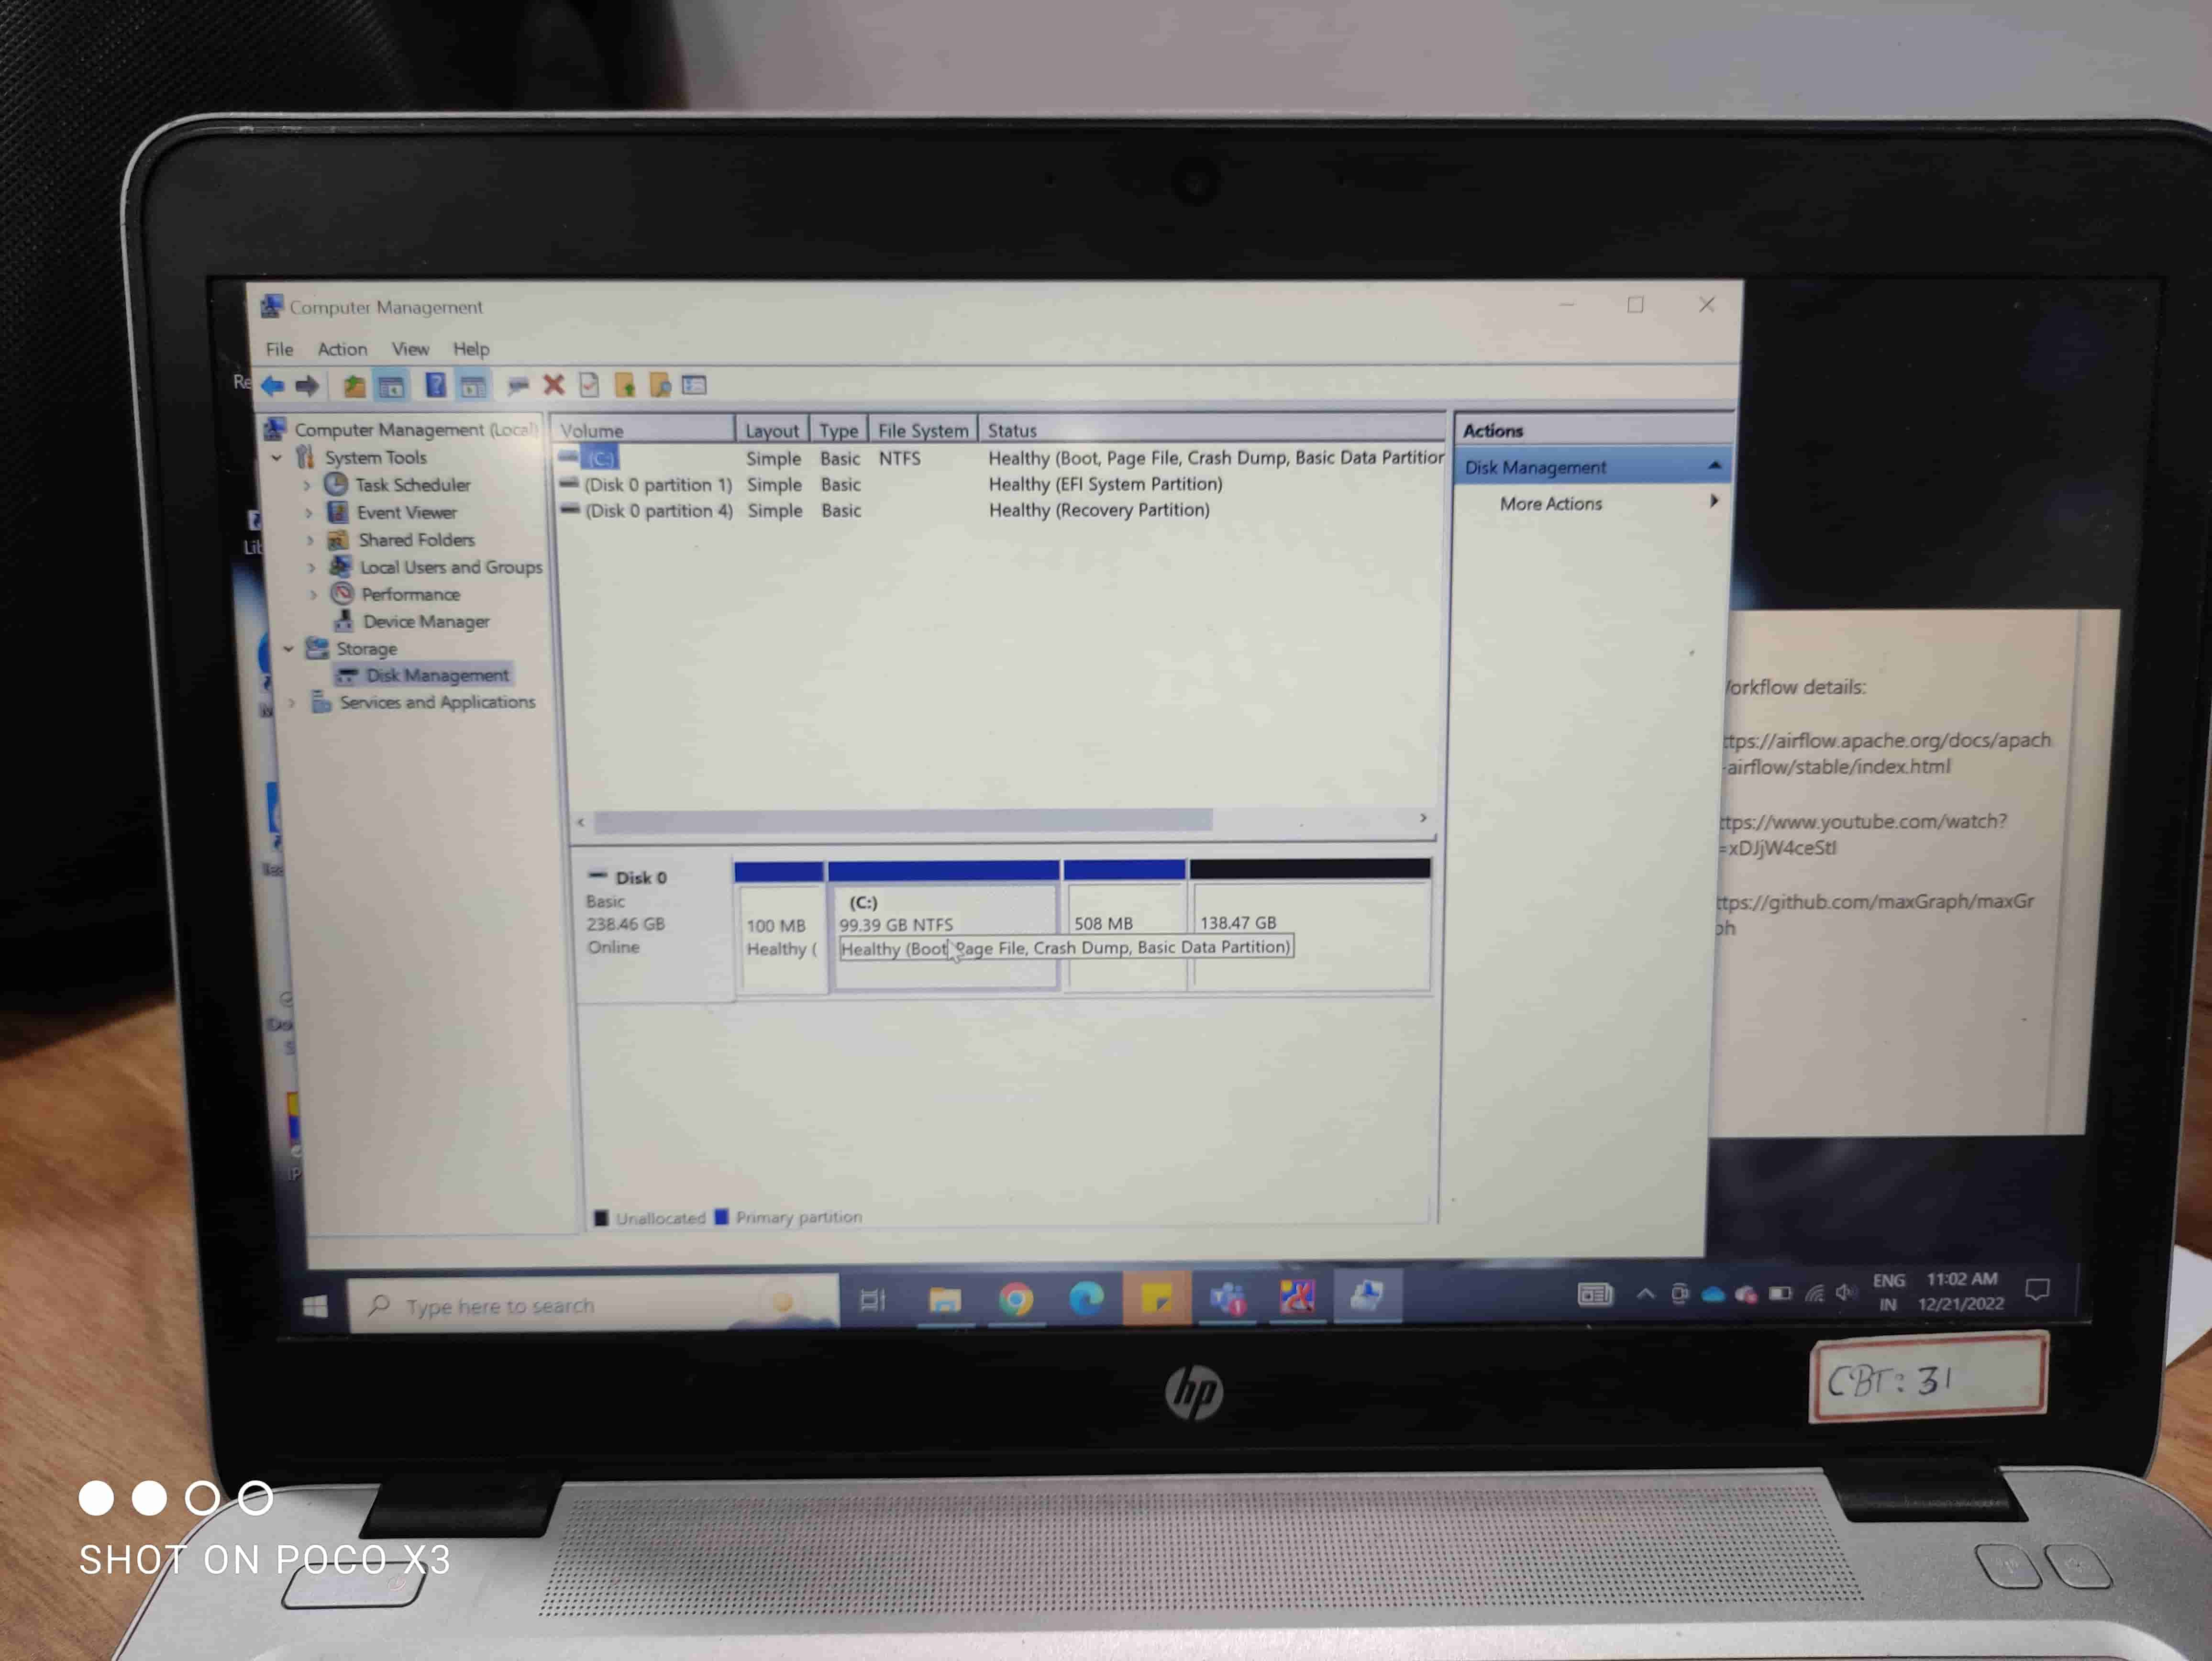 Computer Management
File Action View Help
Re
Computer Management (Local)
System Tools
Task Scheduler
Event Viewer
Shared Folders
Local Users and Groups
Performance
Device Manager
Storage
Disk Management
Services and Applications
Volume Layout Type File System Status
(C:) Simple Basic NTFS Healthy (Boot, Page File, Crash Dump, Basic Data Partition
(Disk 0 partition 1) Simple Basic Healthy (EFI System Partition)
(Disk 0 partition 4) Simple Basic Healthy (Recovery Partition)
Actions
Disk Management
More Actions
Lib
Disk 0
Basic
238.46 GB
Online
100 MB
Healthy (
(C:)
99.39 GB NTFS
Healthy (Boot, Page File, Crash Dump, Basic Data Partition)
508 MB
138.47 GB
Unallocated Primary partition
orkflow details:
ttps://airflow.apache.org/docs/apach
-airflow/stable/index.html
ttps://www.youtube.com/watch?
=xDJjW4ceStI
ttps://github.com/maxGraph/maxGr
ph
Type here to search
ENG 11:02 AM
IN 12/21/2022
hp
CBT: 31
SHOT ON POCO X3